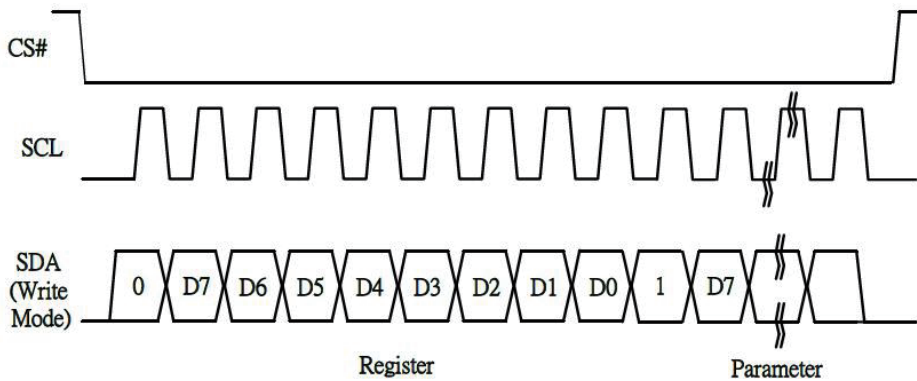 CS#
SCL
SDA
(Write
Mode)
0 D7 D6 D5 D4 D3 D2 D1 D0 1 D7
Register Parameter